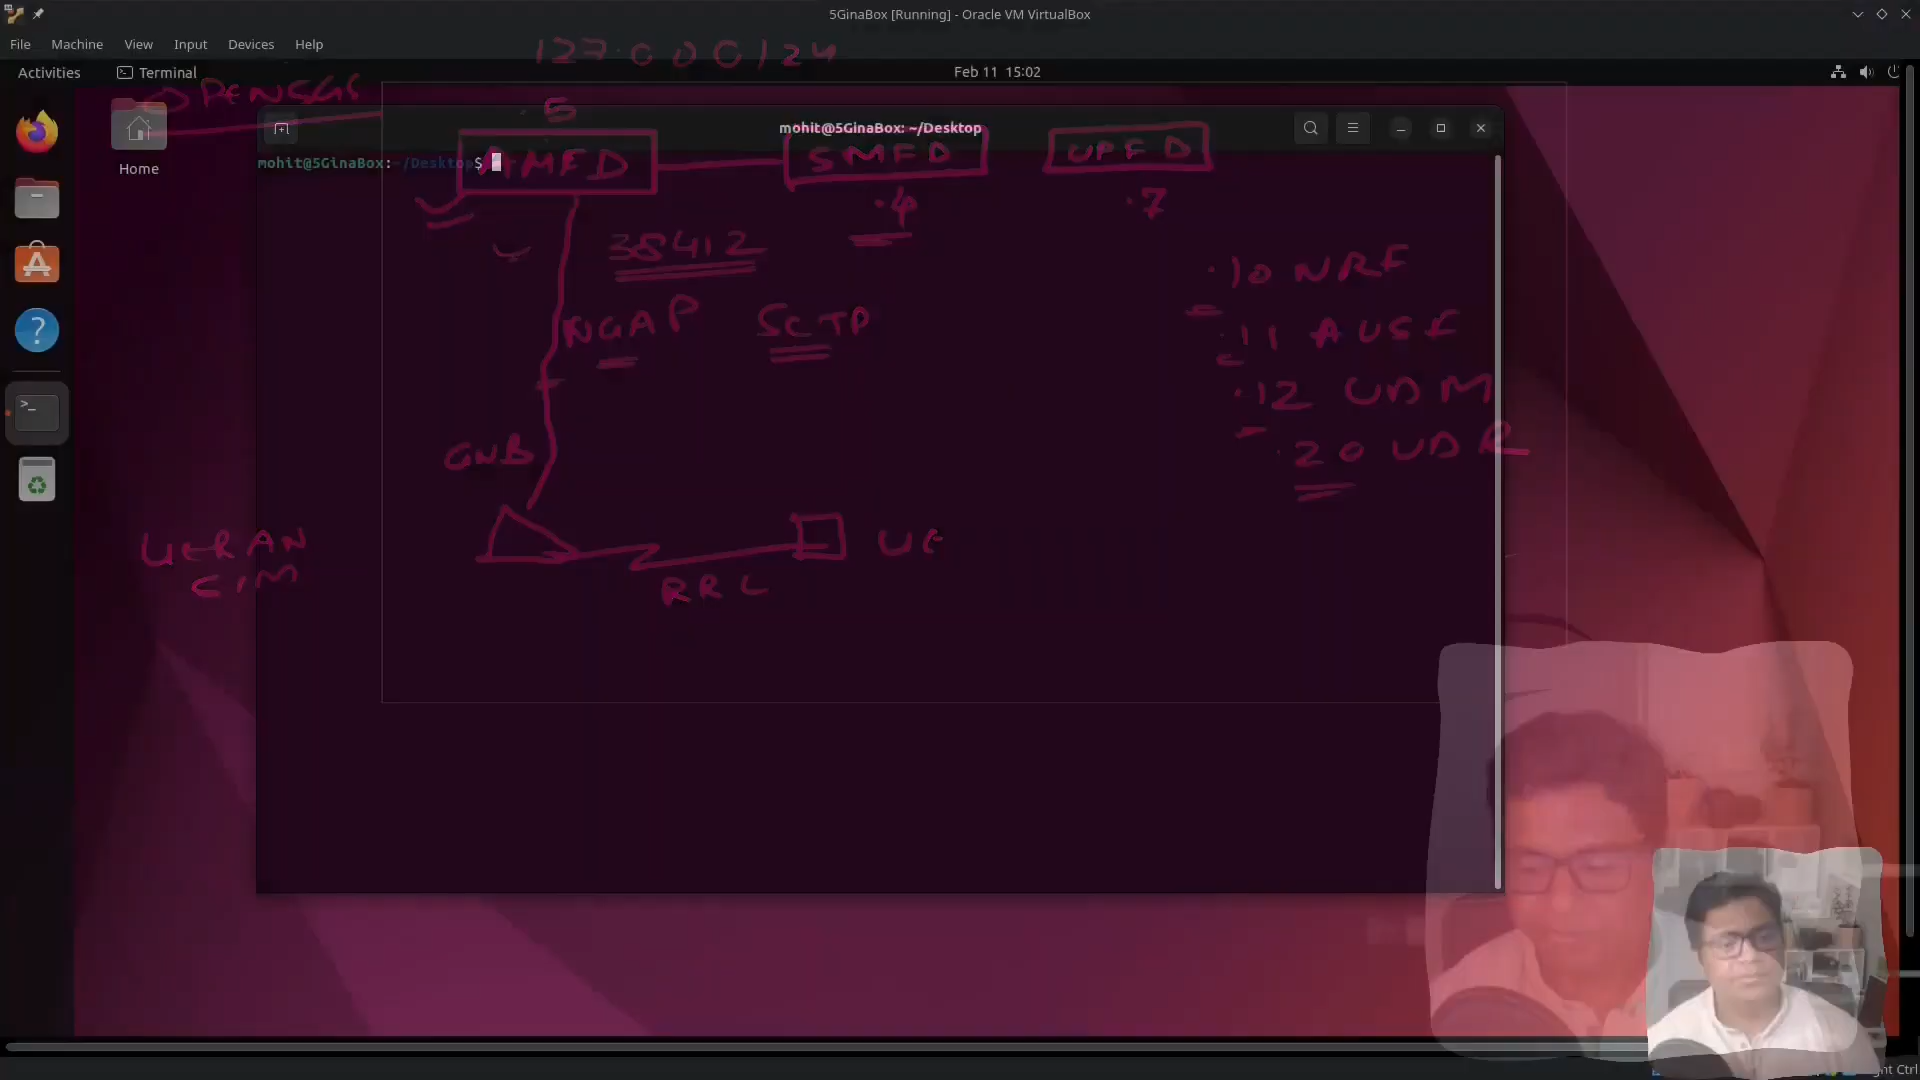 5GinaBox [Running] - Oracle VM VirtualBox
File Machine View Input Devices Help
127.0.0.0/24
Activities Terminal Feb 11 15:02
OPEN5GS
.5
mohit@5GinaBox: ~/Desktop
Home
mohit@5GinaBox:~/Desktop$
AMFD SMFD UPFD
.4 .7
38412
.10 NRF
NGAP SCTP
.11 AUSF
.12 UDM
GNB
.20 UDR
UERAN
SIM
UE
RRC